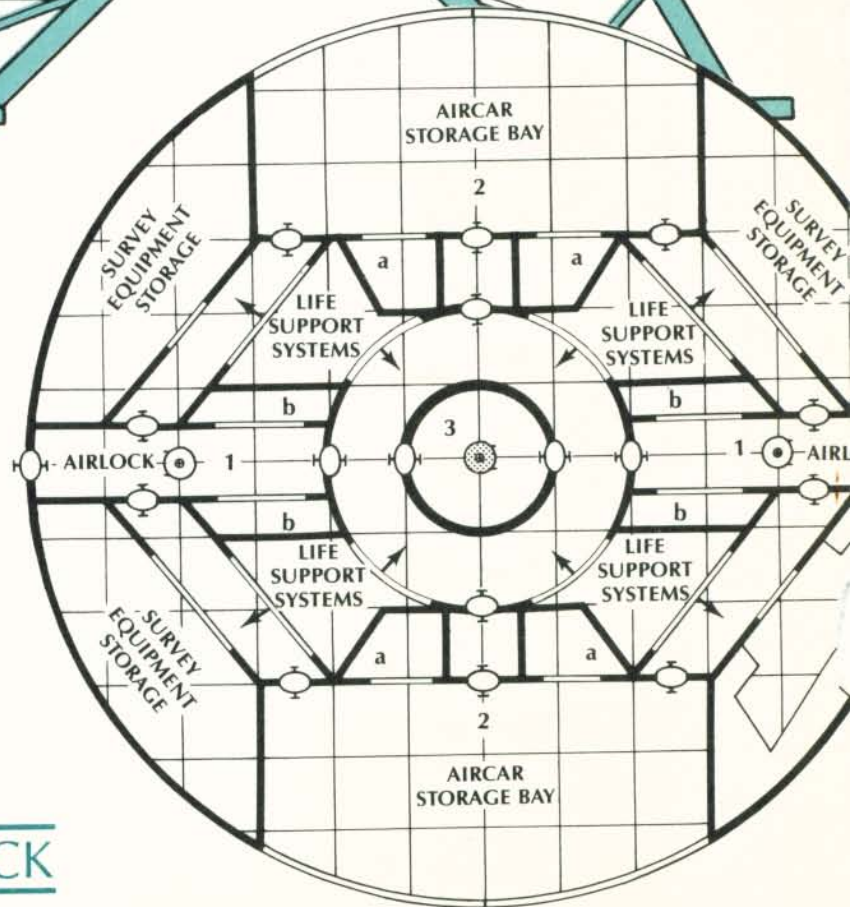 AIRCAR
STORAGE BAY
2
SURVEY
EQUIPMENT
STORAGE
SURVEY
EQUIPMENT
STORAGE
a
a
LIFE
SUPPORT
SYSTEMS
LIFE
SUPPORT
SYSTEMS
b
b
3
AIRLOCK
1
1
AIRL
b
b
LIFE
SUPPORT
SYSTEMS
LIFE
SUPPORT
SYSTEMS
SURVEY
EQUIPMENT
STORAGE
a
a
2
AIRCAR
STORAGE BAY
CK